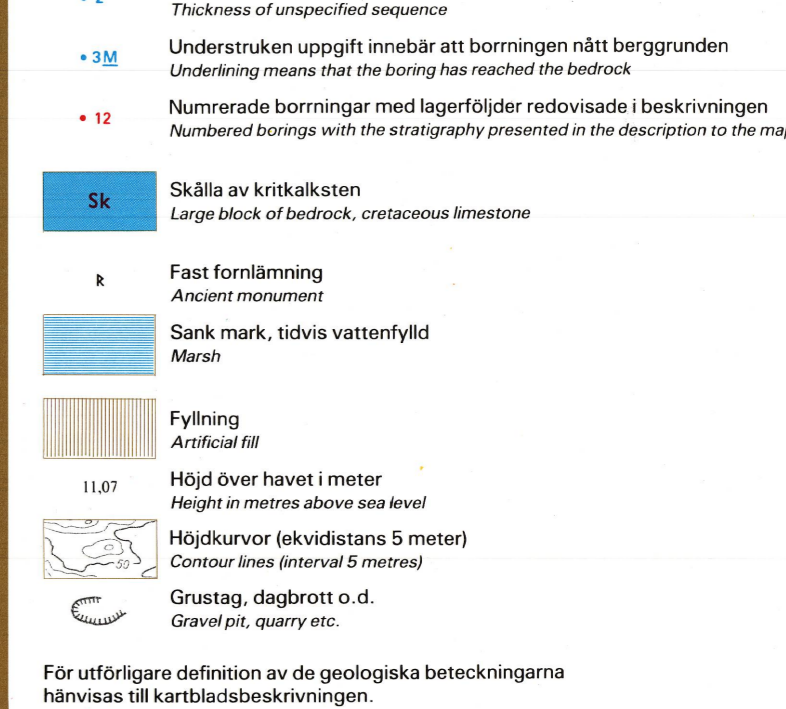 Thickness of unspecified sequence
• 3M Understruken uppgift innebär att borrningen nått berggrunden
Underlining means that the boring has reached the bedrock
• 12 Numrerade borrningar med lagerföljder redovisade i beskrivningen
Numbered borings with the stratigraphy presented in the description to the
Sk Skålla av kritkalksten
Large block of bedrock, cretaceous limestone
R Fast fornlämning
Ancient monument
Sank mark, tidvis vattenfylld
Marsh
Fyllning
Artificial fill
11,07 Höjd över havet i meter
Height in metres above sea level
50 Höjdkurvor (ekvidistans 5 meter)
Contour lines (interval 5 metres)
Grustag, dagbrott o.d.
Gravel pit, quarry etc.
För utförligare definition av de geologiska beteckningarna
hänvisas till kartbladsbeskrivningen.